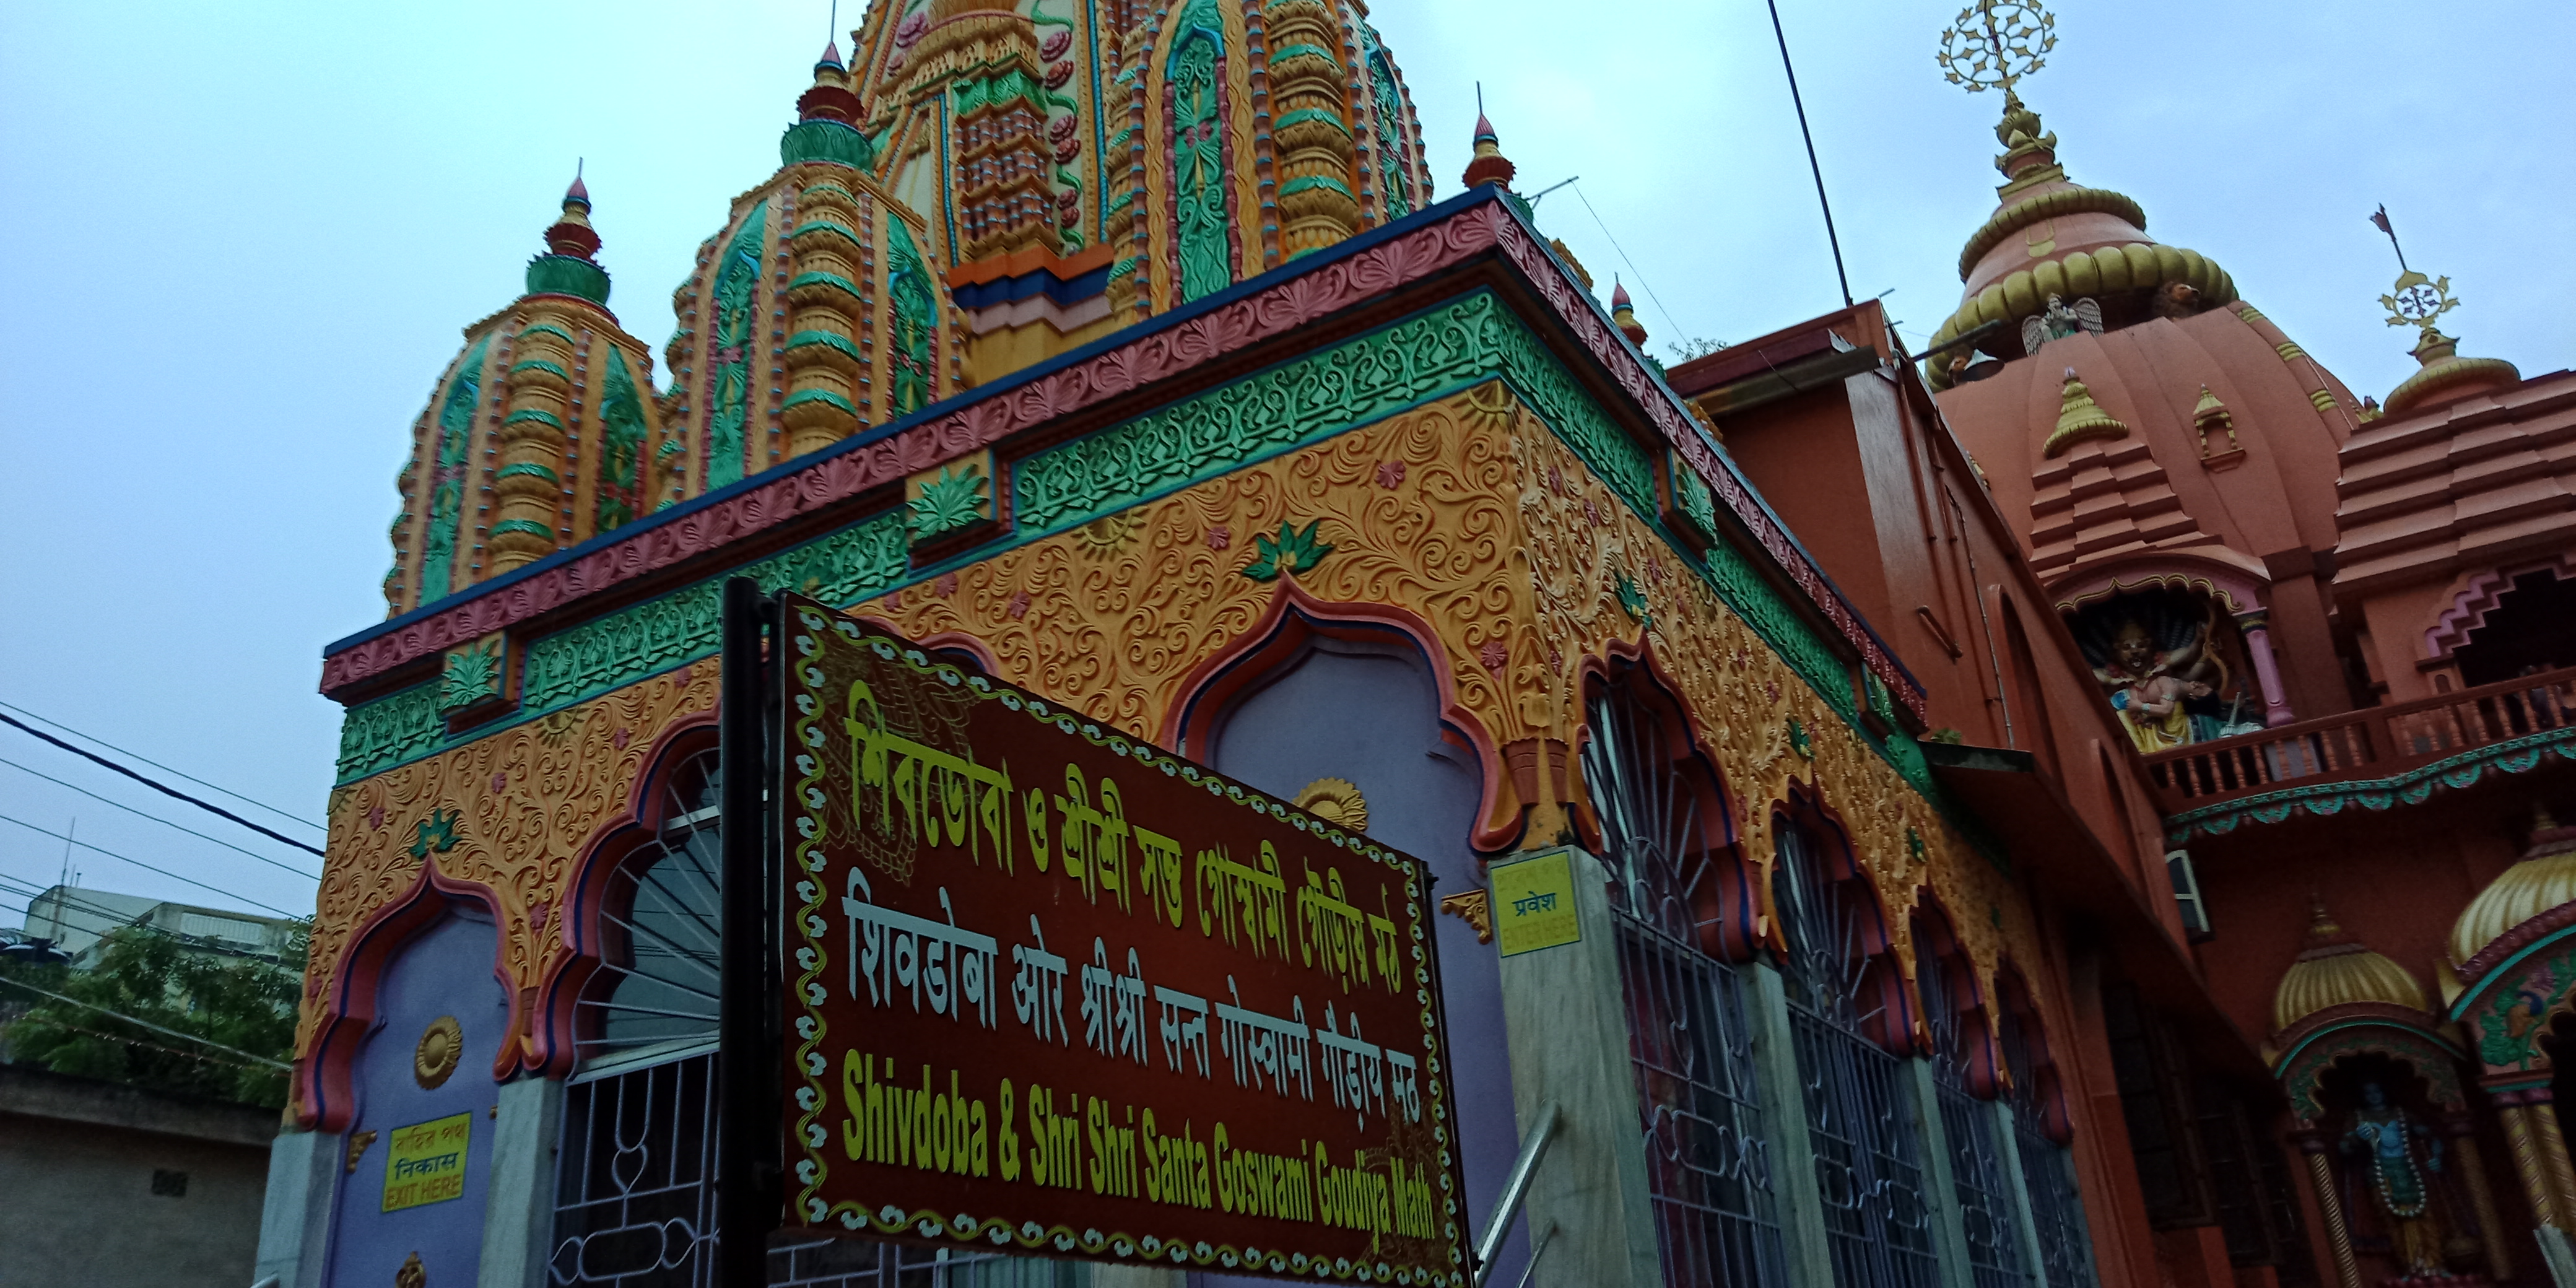 শিবডোবা ও শ্রীশ্রী সন্ত গোস্বামী গৌড়ীয় মঠ
शिवडोबा ओर श्रीश्री सन्त गोस्वामी गौड़ीय मठ
Shivdoba & Shri Shri Santa Goswami Goudiya Math
प्रवेश
ENTER HERE
বাহির পথ
निकास
EXIT HERE